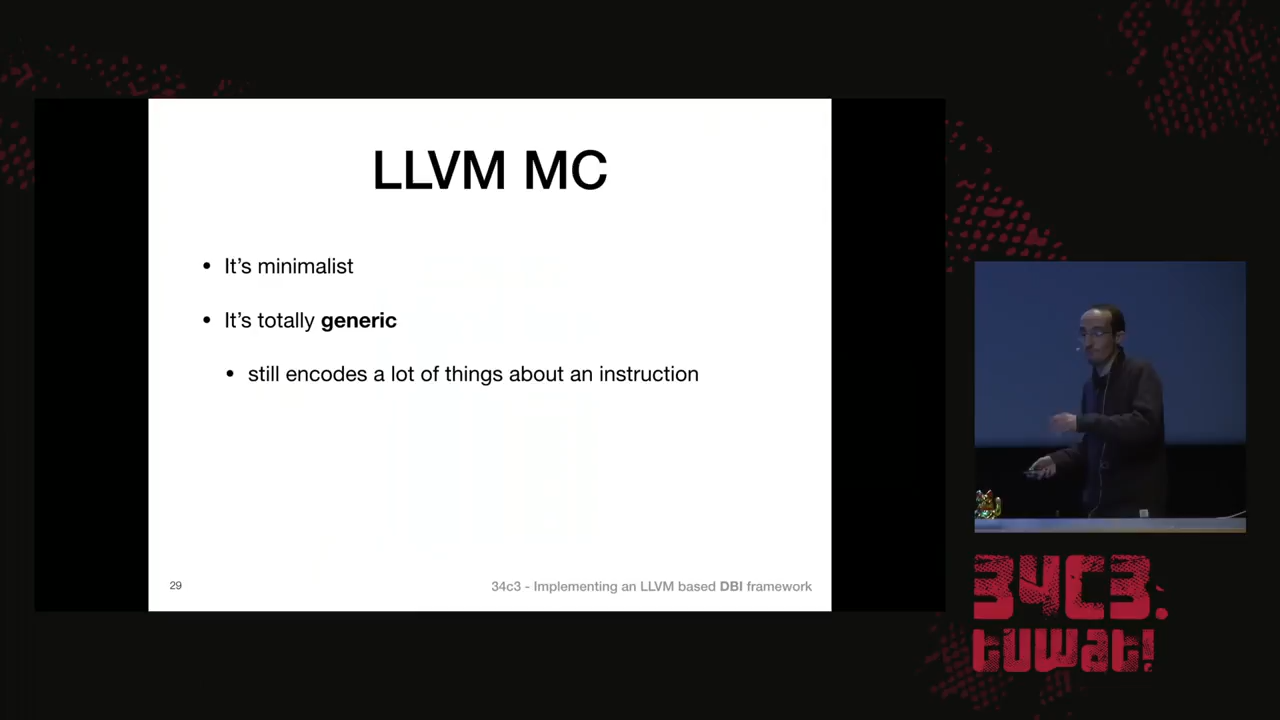 LLVM MC
• It's minimalist
• It's totally generic
• still encodes a lot of things about an instruction
29
34c3 - Implementing an LLVM based DBI framework
34C3.
tuwat!